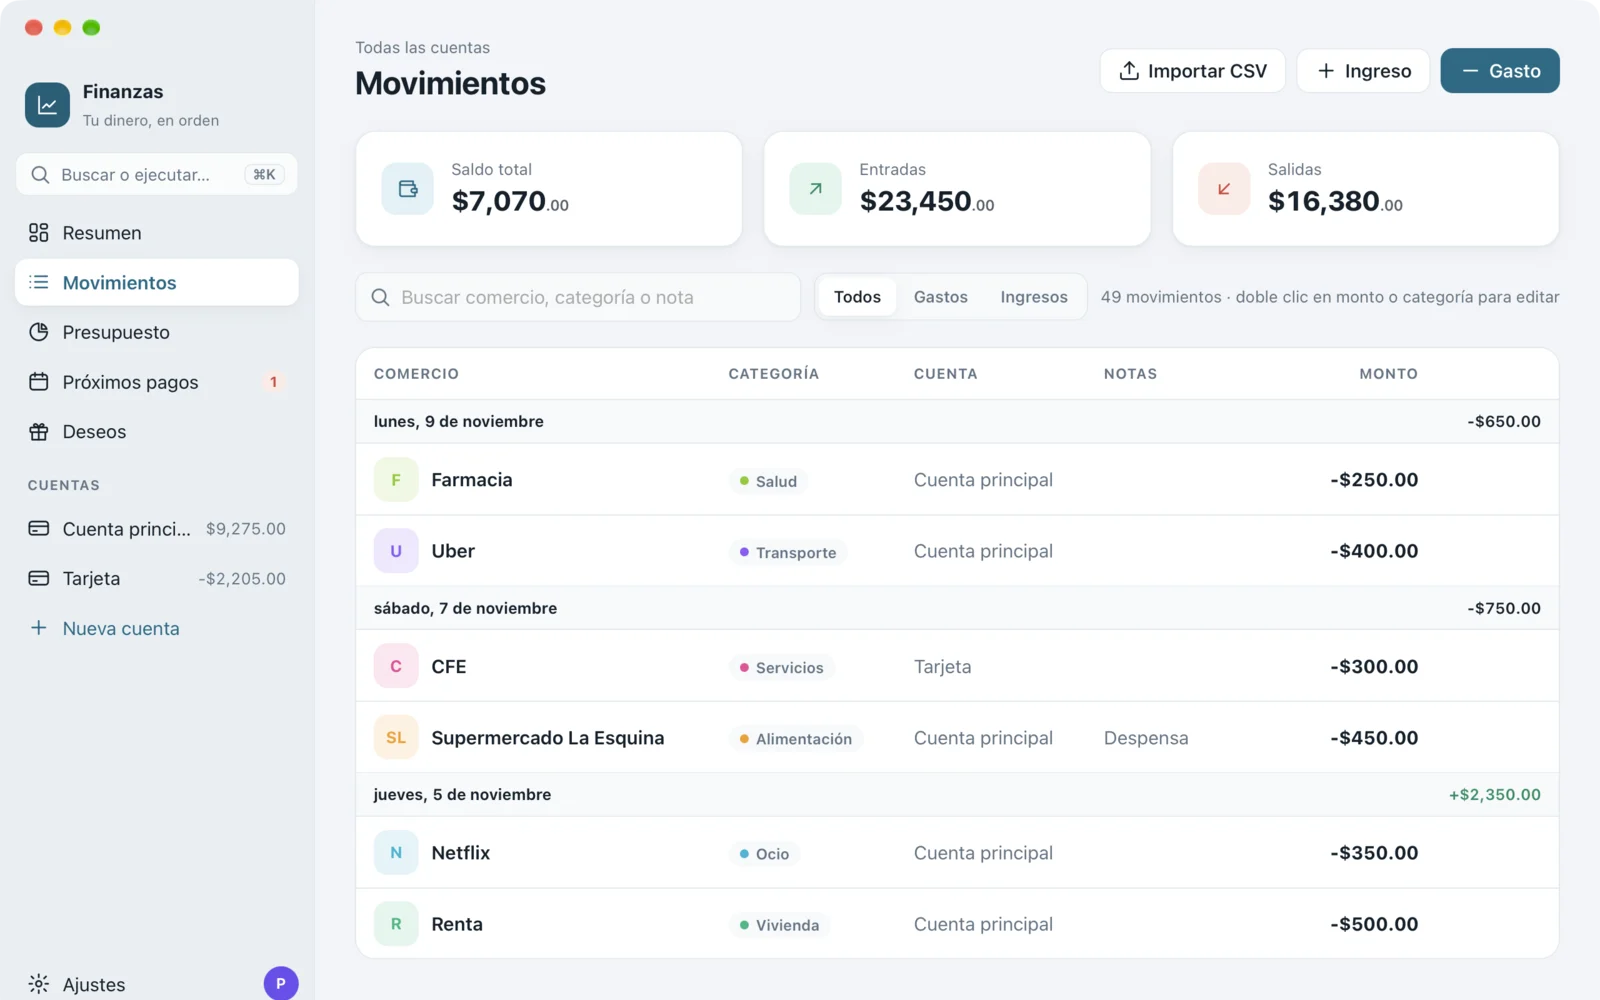 Finanzas
Tu dinero, en orden
Buscar o ejecutar...
⌘K
Resumen
Movimientos
Presupuesto
Próximos pagos
1
Deseos
CUENTAS
Cuenta princi...
$9,275.00
Tarjeta
-$2,205.00
+ Nueva cuenta
Ajustes
P
Todas las cuentas
Movimientos
Importar CSV
+ Ingreso
− Gasto
Saldo total
$7,070.00
Entradas
$23,450.00
Salidas
$16,380.00
Buscar comercio, categoría o nota
Todos
Gastos
Ingresos
49 movimientos · doble clic en monto o categoría para editar
COMERCIO CATEGORÍA CUENTA NOTAS MONTO
lunes, 9 de noviembre -$650.00
F Farmacia Salud Cuenta principal -$250.00
U Uber Transporte Cuenta principal -$400.00
sábado, 7 de noviembre -$750.00
C CFE Servicios Tarjeta -$300.00
SL Supermercado La Esquina Alimentación Cuenta principal Despensa -$450.00
jueves, 5 de noviembre +$2,350.00
N Netflix Ocio Cuenta principal -$350.00
R Renta Vivienda Cuenta principal -$500.00